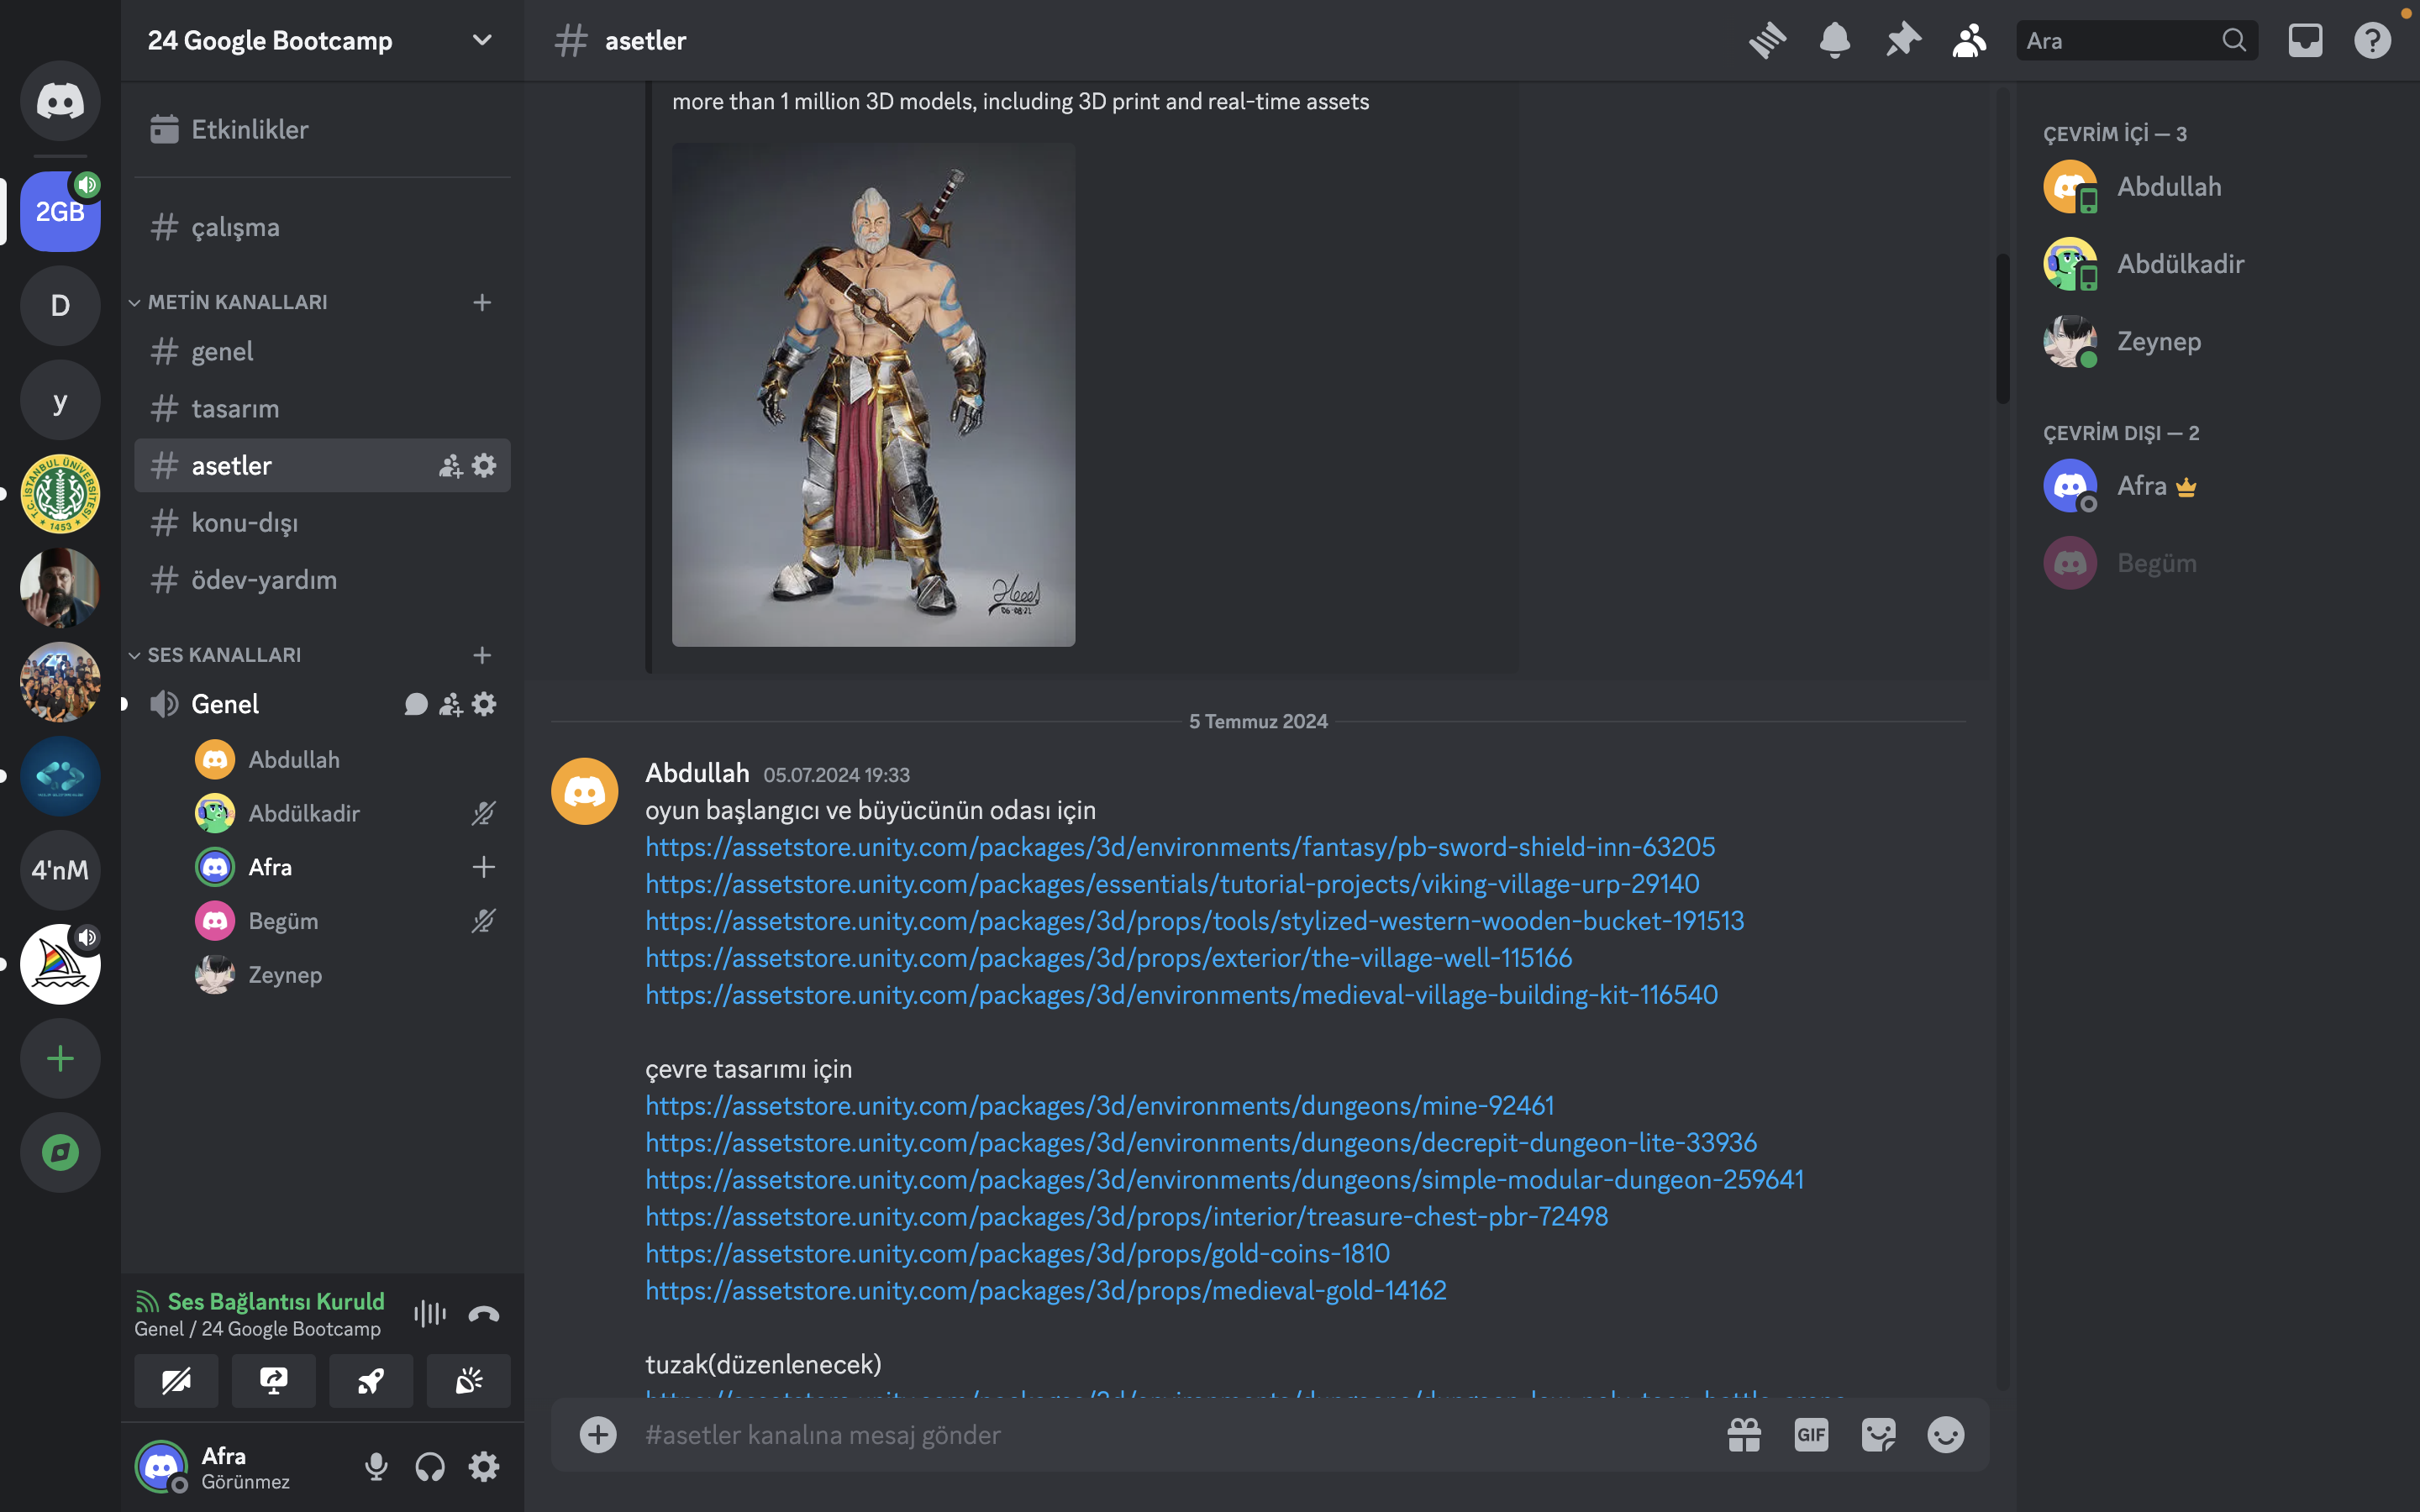 24 Google Bootcamp
Etkinlikler
çalışma
METİN KANALLARI
genel
tasarım
asetler
konu-dışı
ödev-yardım
SES KANALLARI
Genel
Abdullah
Abdülkadir
Afra
Begüm
Zeynep
Ses Bağlantısı Kuruld
Genel / 24 Google Bootcamp
Afra
Görünmez
2GB
D
y
T.C. İSTANBUL ÜNİVERSİTESİ
1453
4'nM
# asetler
Ara
more than 1 million 3D models, including 3D print and real-time assets
06-08-21
5 Temmuz 2024
Abdullah 05.07.2024 19:33
oyun başlangıcı ve büyücünün odası için
https://assetstore.unity.com/packages/3d/environments/fantasy/pb-sword-shield-inn-63205
https://assetstore.unity.com/packages/essentials/tutorial-projects/viking-village-urp-29140
https://assetstore.unity.com/packages/3d/props/tools/stylized-western-wooden-bucket-191513
https://assetstore.unity.com/packages/3d/props/exterior/the-village-well-115166
https://assetstore.unity.com/packages/3d/environments/medieval-village-building-kit-116540
çevre tasarımı için
https://assetstore.unity.com/packages/3d/environments/dungeons/mine-92461
https://assetstore.unity.com/packages/3d/environments/dungeons/decrepit-dungeon-lite-33936
https://assetstore.unity.com/packages/3d/environments/dungeons/simple-modular-dungeon-259641
https://assetstore.unity.com/packages/3d/props/interior/treasure-chest-pbr-72498
https://assetstore.unity.com/packages/3d/props/gold-coins-1810
https://assetstore.unity.com/packages/3d/props/medieval-gold-14162
tuzak(düzenlenecek)
#asetler kanalına mesaj gönder
GIF
ÇEVRİM İÇİ — 3
Abdullah
Abdülkadir
Zeynep
ÇEVRİM DIŞI — 2
Afra
Begüm